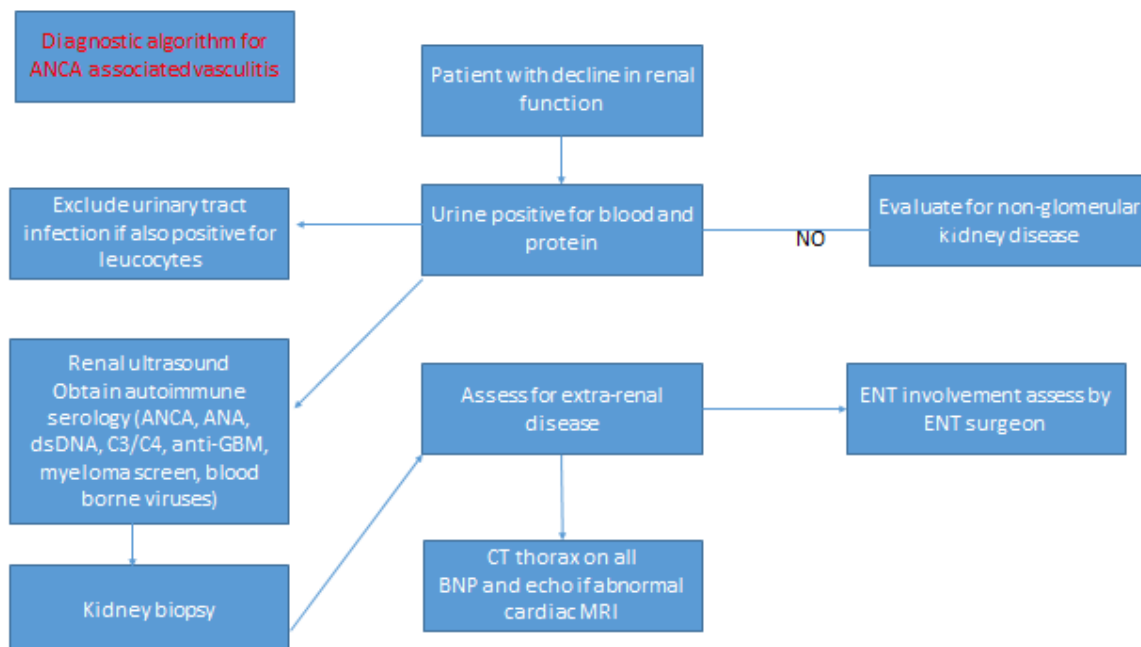 Diagnostic algorithm for
ANCA associated vasculitis
Patient with decline in renal
function
Exclude urinary tract
infection if also positive for
leucocytes
Urine positive for blood and
protein
NO
Evaluate for non-glomerular
kidney disease
Renal ultrasound
Obtain autoimmune
serology (ANCA, ANA,
dsDNA, C3/C4, anti-GBM,
myeloma screen, blood
borne viruses)
Assess for extra-renal
disease
ENT involvement assess by
ENT surgeon
Kidney biopsy
CT thorax on all
BNP and echo if abnormal
cardiac MRI